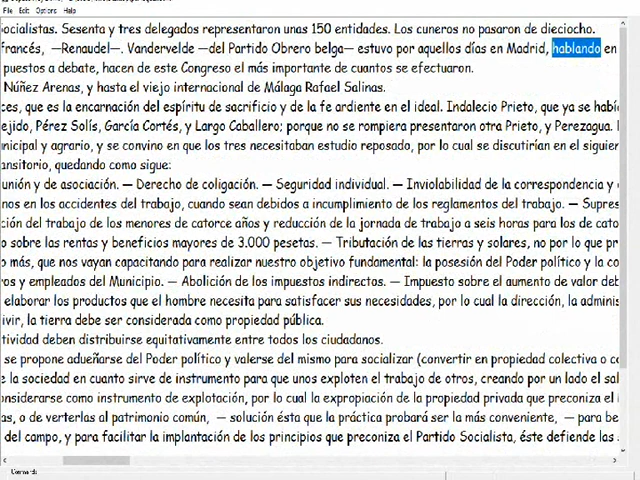 File Edit Options Help
ocialistas. Sesenta y tres delegados representaron unas 150 entidades. Los cuneros no pasaron de dieciocho.
francés, —Renaudel—. Vandervelde —del Partido Obrero belga— estuvo por aquellos días en Madrid, hablando en
puestos a debate, hacen de este Congreso el más importante de cuantos se efectuaron.
Núñez Arenas, y hasta el viejo internacional de Málaga Rafael Salinas.
ces, que es la encarnación del espíritu de sacrificio y de la fe ardiente en el ideal. Indalecio Prieto, que ya se habí
ejido, Pérez Solís, García Cortés, y Largo Caballero; porque no se rompiera presentaron otra Prieto, y Perezagua.
nicipal y agrario, y se convino en que los tres necesitaban estudio reposado, por lo cual se discutirían en el siguier
ansitorio, quedando como sigue:
unión y de asociación. — Derecho de coligación. — Seguridad individual. — Inviolabilidad de la correspondencia y
nos en los accidentes del trabajo, cuando sean debidos a incumplimiento de los reglamentos del trabajo. — Supres
ción del trabajo de los menores de catorce años y reducción de la jornada de trabajo a seis horas para los de cato
o sobre las rentas y beneficios mayores de 3.000 pesetas. — Tributación de las tierras y solares, no por lo que pr
o más, que nos vayan capacitando para realizar nuestro objetivo fundamental: la posesión del Poder político y la co
os y empleados del Municipio. — Abolición de los impuestos indirectos. — Impuesto sobre el aumento de valor deb
elaborar los productos que el hombre necesita para satisfacer sus necesidades, por lo cual la dirección, la adminis
ivir, la tierra debe ser considerada como propiedad pública.
tividad deben distribuirse equitativamente entre todos los ciudadanos.
se propone adueñarse del Poder político y valerse del mismo para socializar (convertir en propiedad colectiva o co
e la sociedad en cuanto sirve de instrumento para que unos exploten el trabajo de otros, creando por un lado el sal
onsiderarse como instrumento de explotación, por lo cual la expropiación de la propiedad privada que preconiza el
as, o de verterlas al patrimonio común, — solución ésta que la práctica probará ser la más conveniente, — para be
del campo, y para facilitar la implantación de los principios que preconiza el Partido Socialista, éste defiende las